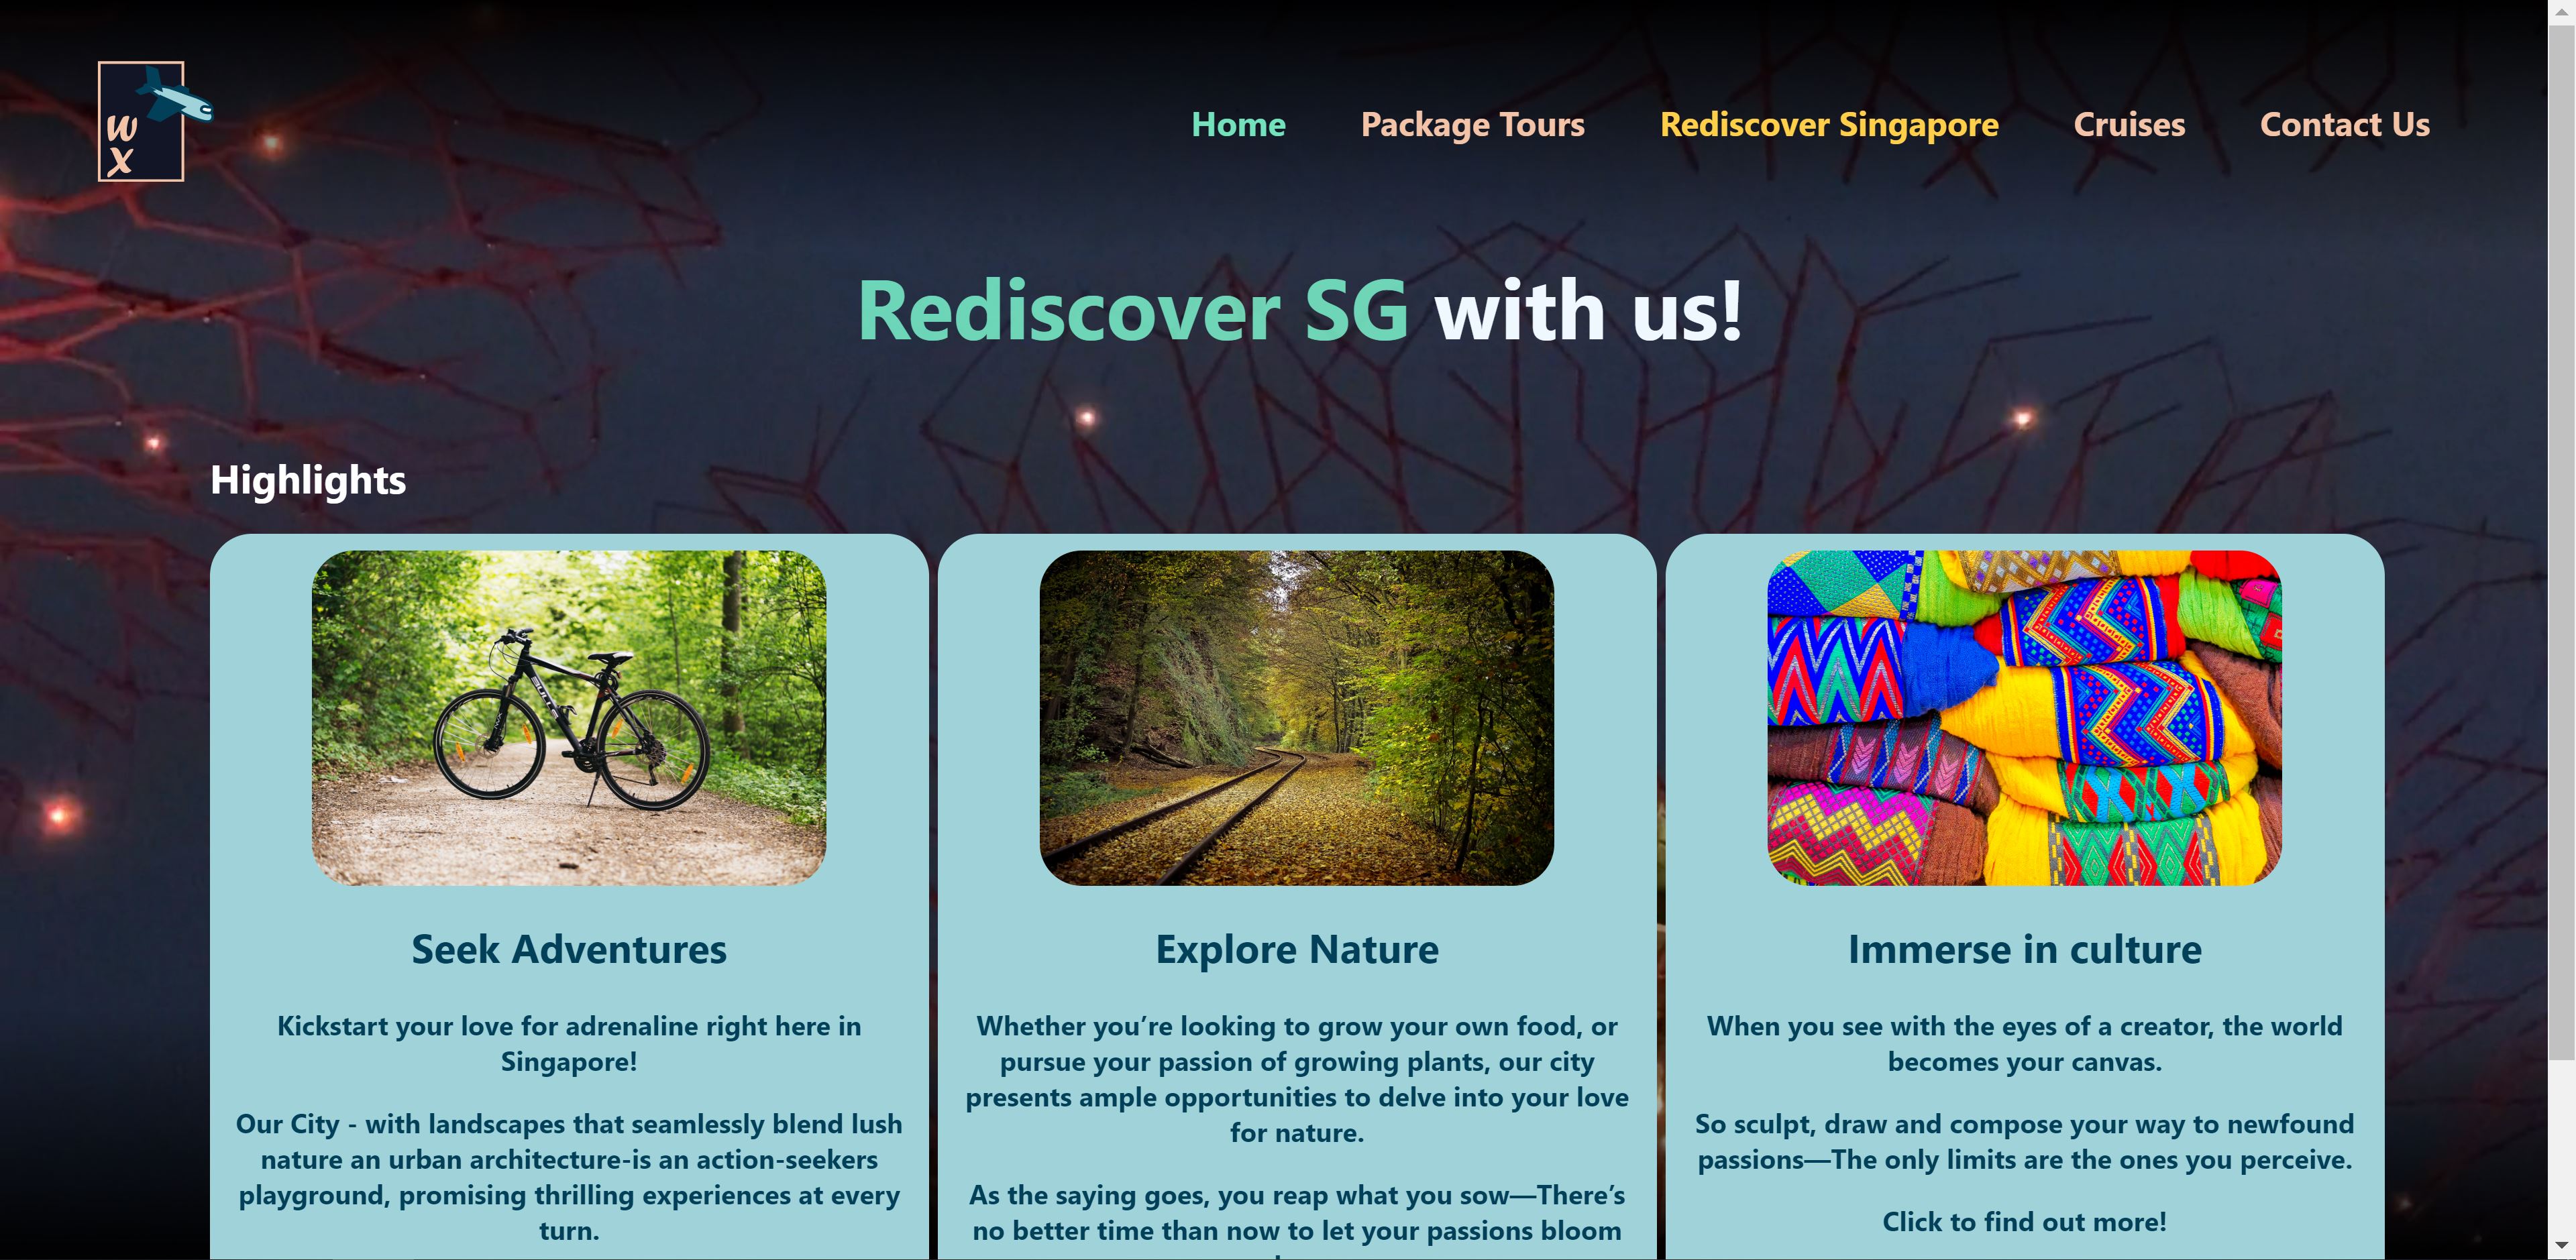 W
X
Home Package Tours Rediscover Singapore Cruises Contact Us
Rediscover SG with us!
Highlights
Seek Adventures
Kickstart your love for adrenaline right here in
Singapore!
Our City - with landscapes that seamlessly blend lush
nature an urban architecture-is an action-seekers
playground, promising thrilling experiences at every
turn.
Explore Nature
Whether you’re looking to grow your own food, or
pursue your passion of growing plants, our city
presents ample opportunities to delve into your love
for nature.
As the saying goes, you reap what you sow—There’s
no better time than now to let your passions bloom
Immerse in culture
When you see with the eyes of a creator, the world
becomes your canvas.
So sculpt, draw and compose your way to newfound
passions—The only limits are the ones you perceive.
Click to find out more!